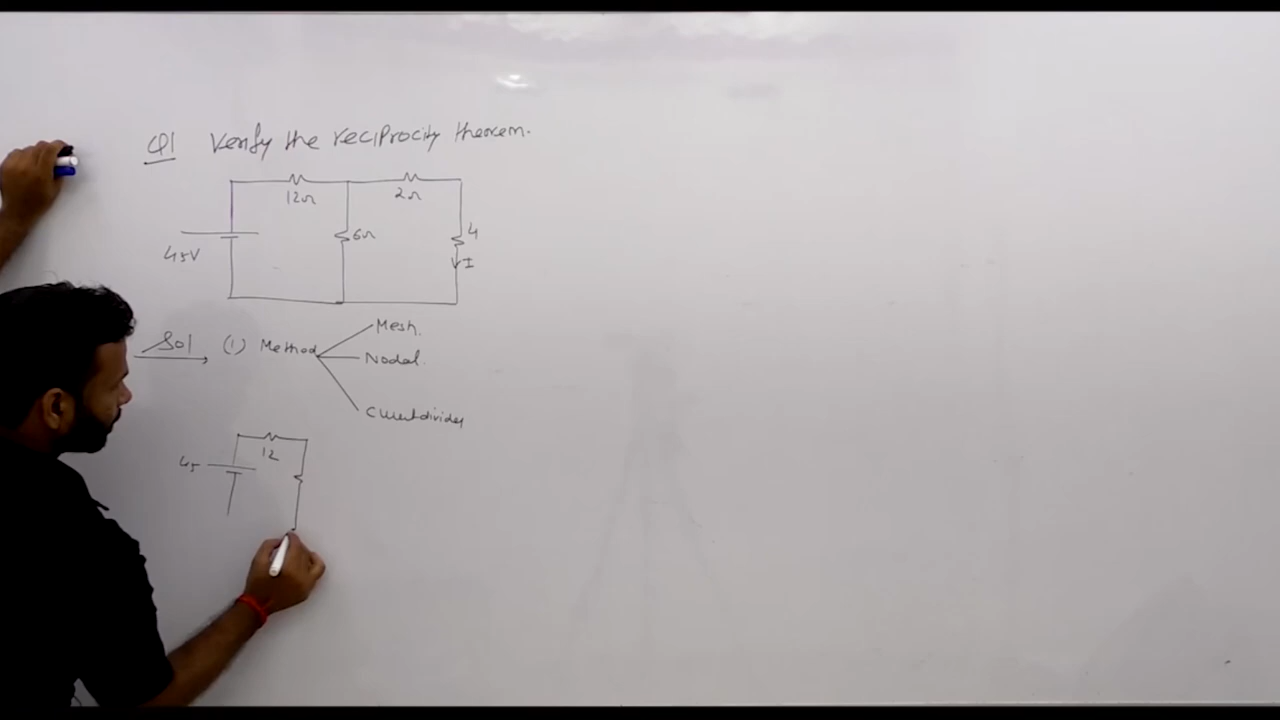 Q1 Verify the reciprocity theorem.
12Ω 2Ω
6Ω 4
45V I
Sol (1) Method Mesh.
Nodal.
Current divider
12
45